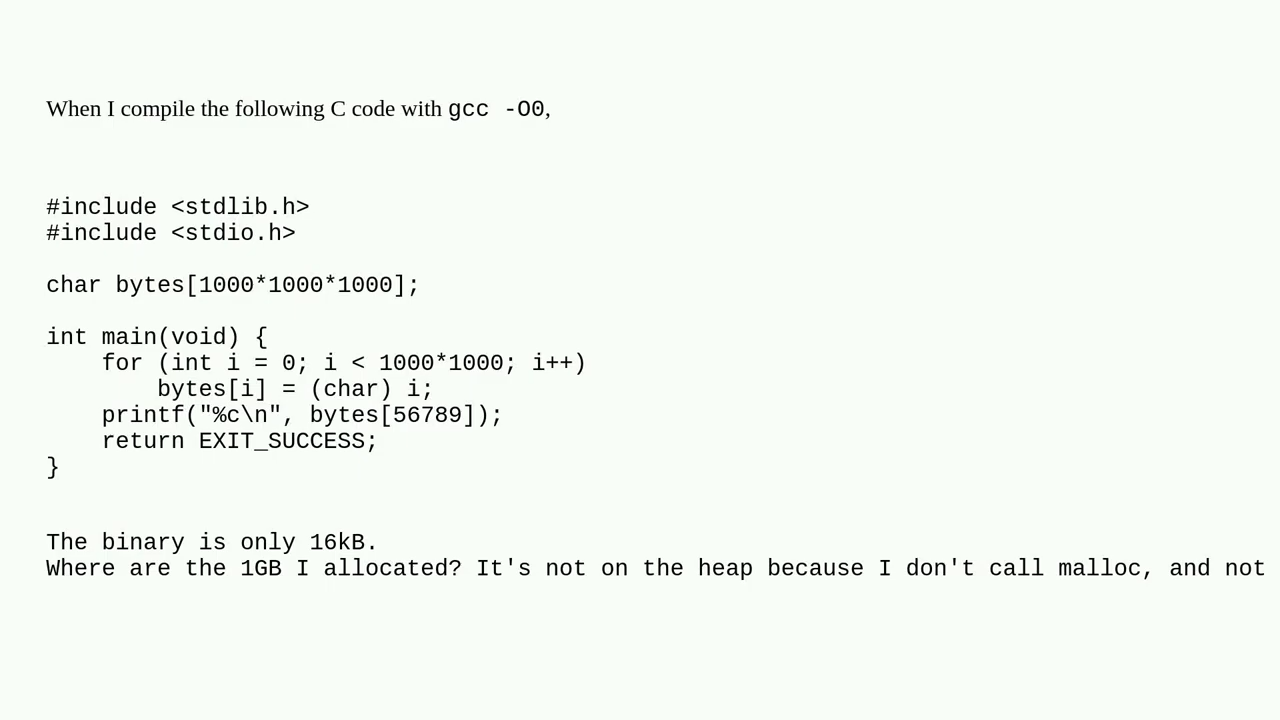 When I compile the following C code with gcc -O0,
#include <stdlib.h>
#include <stdio.h>
char bytes[1000*1000*1000];
int main(void) {
    for (int i = 0; i < 1000*1000; i++)
        bytes[i] = (char) i;
    printf("%c\n", bytes[56789]);
    return EXIT_SUCCESS;
}
The binary is only 16kB.
Where are the 1GB I allocated? It's not on the heap because I don't call malloc, and not